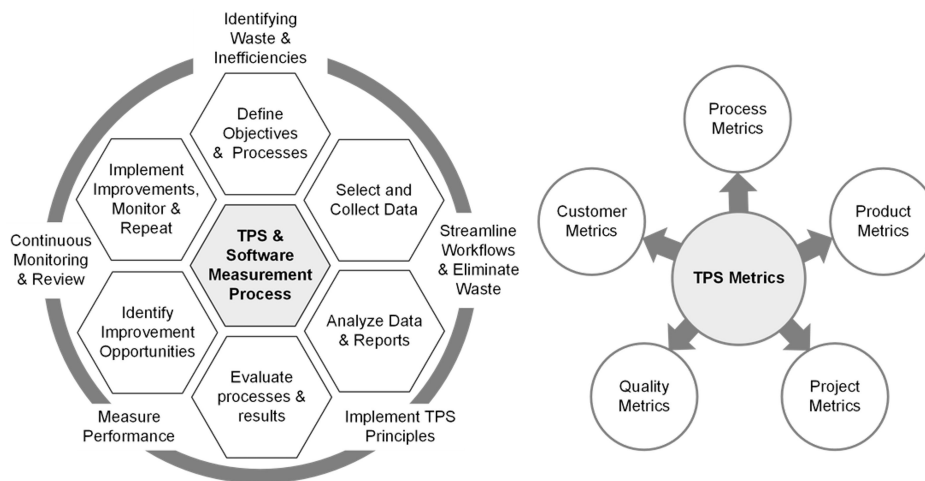 Identifying
Waste &
Inefficiencies
Define
Objectives
& Processes
Select and
Collect Data
Streamline
Workflows
& Eliminate
Waste
Analyze Data
& Reports
Implement TPS
Principles
Evaluate
processes &
results
Measure
Performance
Identify
Improvement
Opportunities
Continuous
Monitoring
& Review
Implement
Improvements,
Monitor &
Repeat
TPS &
Software
Measurement
Process
Process
Metrics
Product
Metrics
Project
Metrics
Quality
Metrics
Customer
Metrics
TPS Metrics